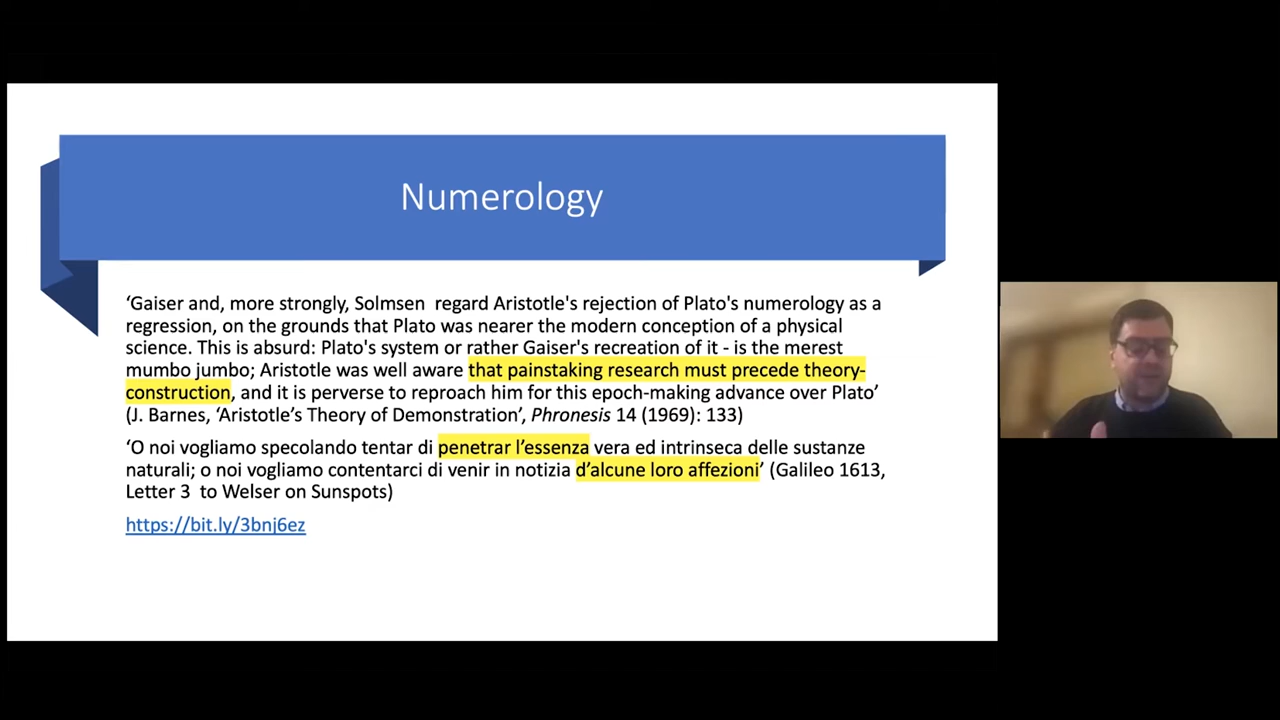 Numerology
‘Gaiser and, more strongly, Solmsen regard Aristotle's rejection of Plato's numerology as a
regression, on the grounds that Plato was nearer the modern conception of a physical
science. This is absurd: Plato's system or rather Gaiser's recreation of it - is the merest
mumbo jumbo; Aristotle was well aware that painstaking research must precede theory-
construction, and it is perverse to reproach him for this epoch-making advance over Plato’
(J. Barnes, ‘Aristotle’s Theory of Demonstration’, Phronesis 14 (1969): 133)
‘O noi vogliamo specolando tentar di penetrar l’essenza vera ed intrinseca delle sustanze
naturali; o noi vogliamo contentarci di venir in notizia d’alcune loro affezioni’ (Galileo 1613,
Letter 3 to Welser on Sunspots)
https://bit.ly/3bnj6ez